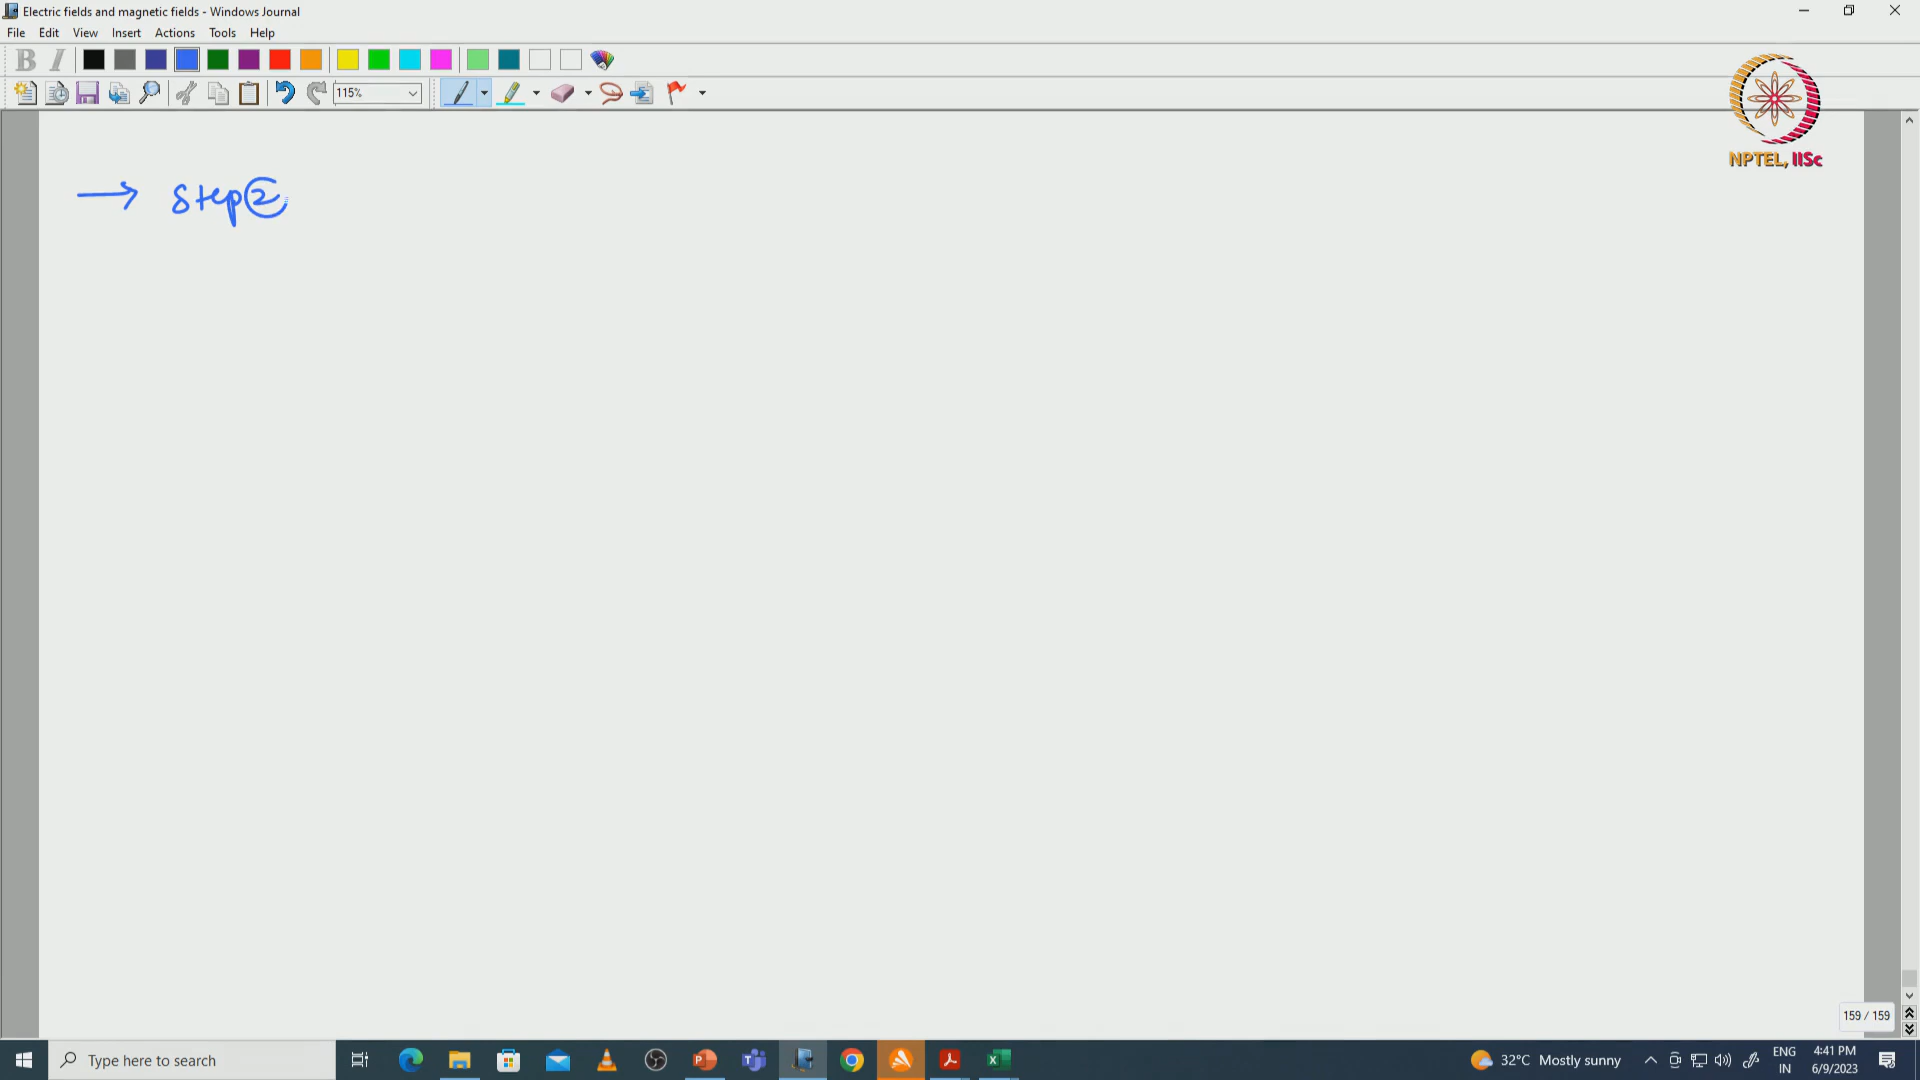 Electric fields and magnetic fields - Windows Journal
File Edit View Insert Actions Tools Help
B I
115%
NPTEL, IISc
→ Step②
159 / 159
Type here to search
32°C Mostly sunny
ENG
IN
4:41 PM
6/9/2023